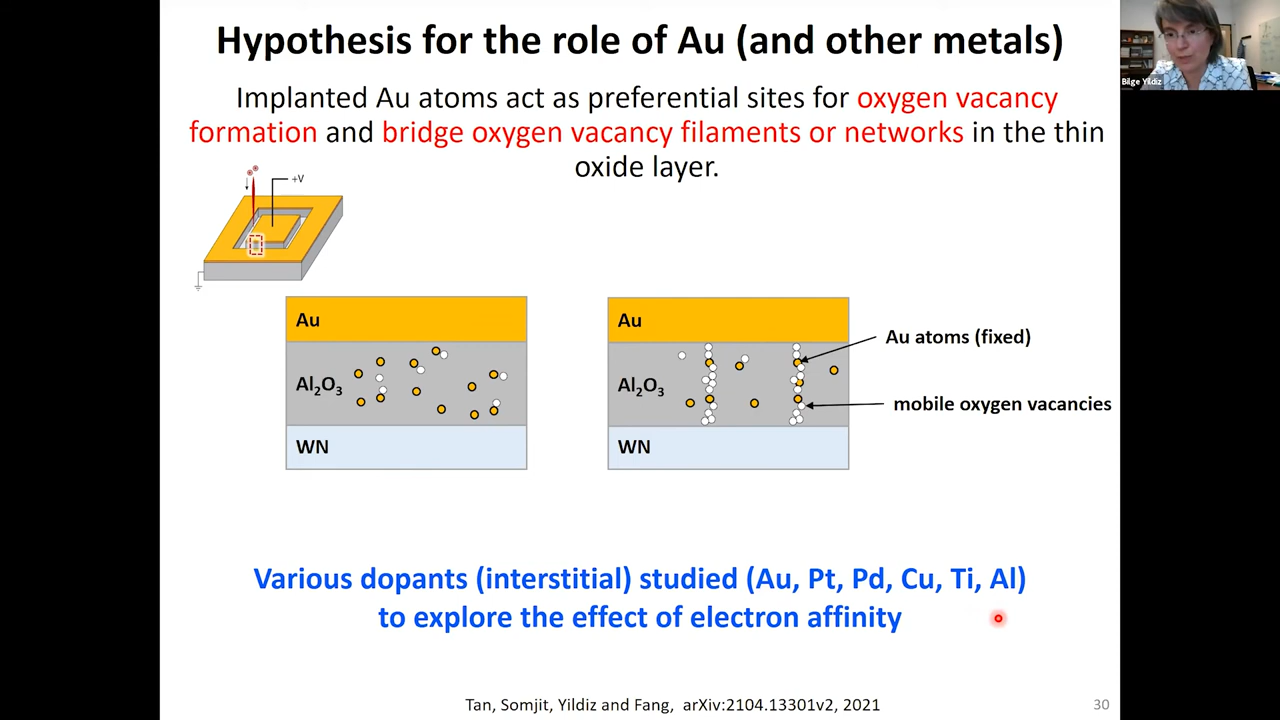 Hypothesis for the role of Au (and other metals)
Bilge Yildiz
Implanted Au atoms act as preferential sites for oxygen vacancy
formation and bridge oxygen vacancy filaments or networks in the thin
oxide layer.
+V
Au
Al₂O₃
WN
Au
Al₂O₃
WN
Au atoms (fixed)
mobile oxygen vacancies
Various dopants (interstitial) studied (Au, Pt, Pd, Cu, Ti, Al)
to explore the effect of electron affinity
Tan, Somjit, Yildiz and Fang, arXiv:2104.13301v2, 2021
30